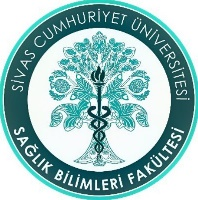 SİVAS CUMHURİYET ÜNİVERSİTESİ
SAĞLIK BİLİMLERİ FAKÜLTESİ